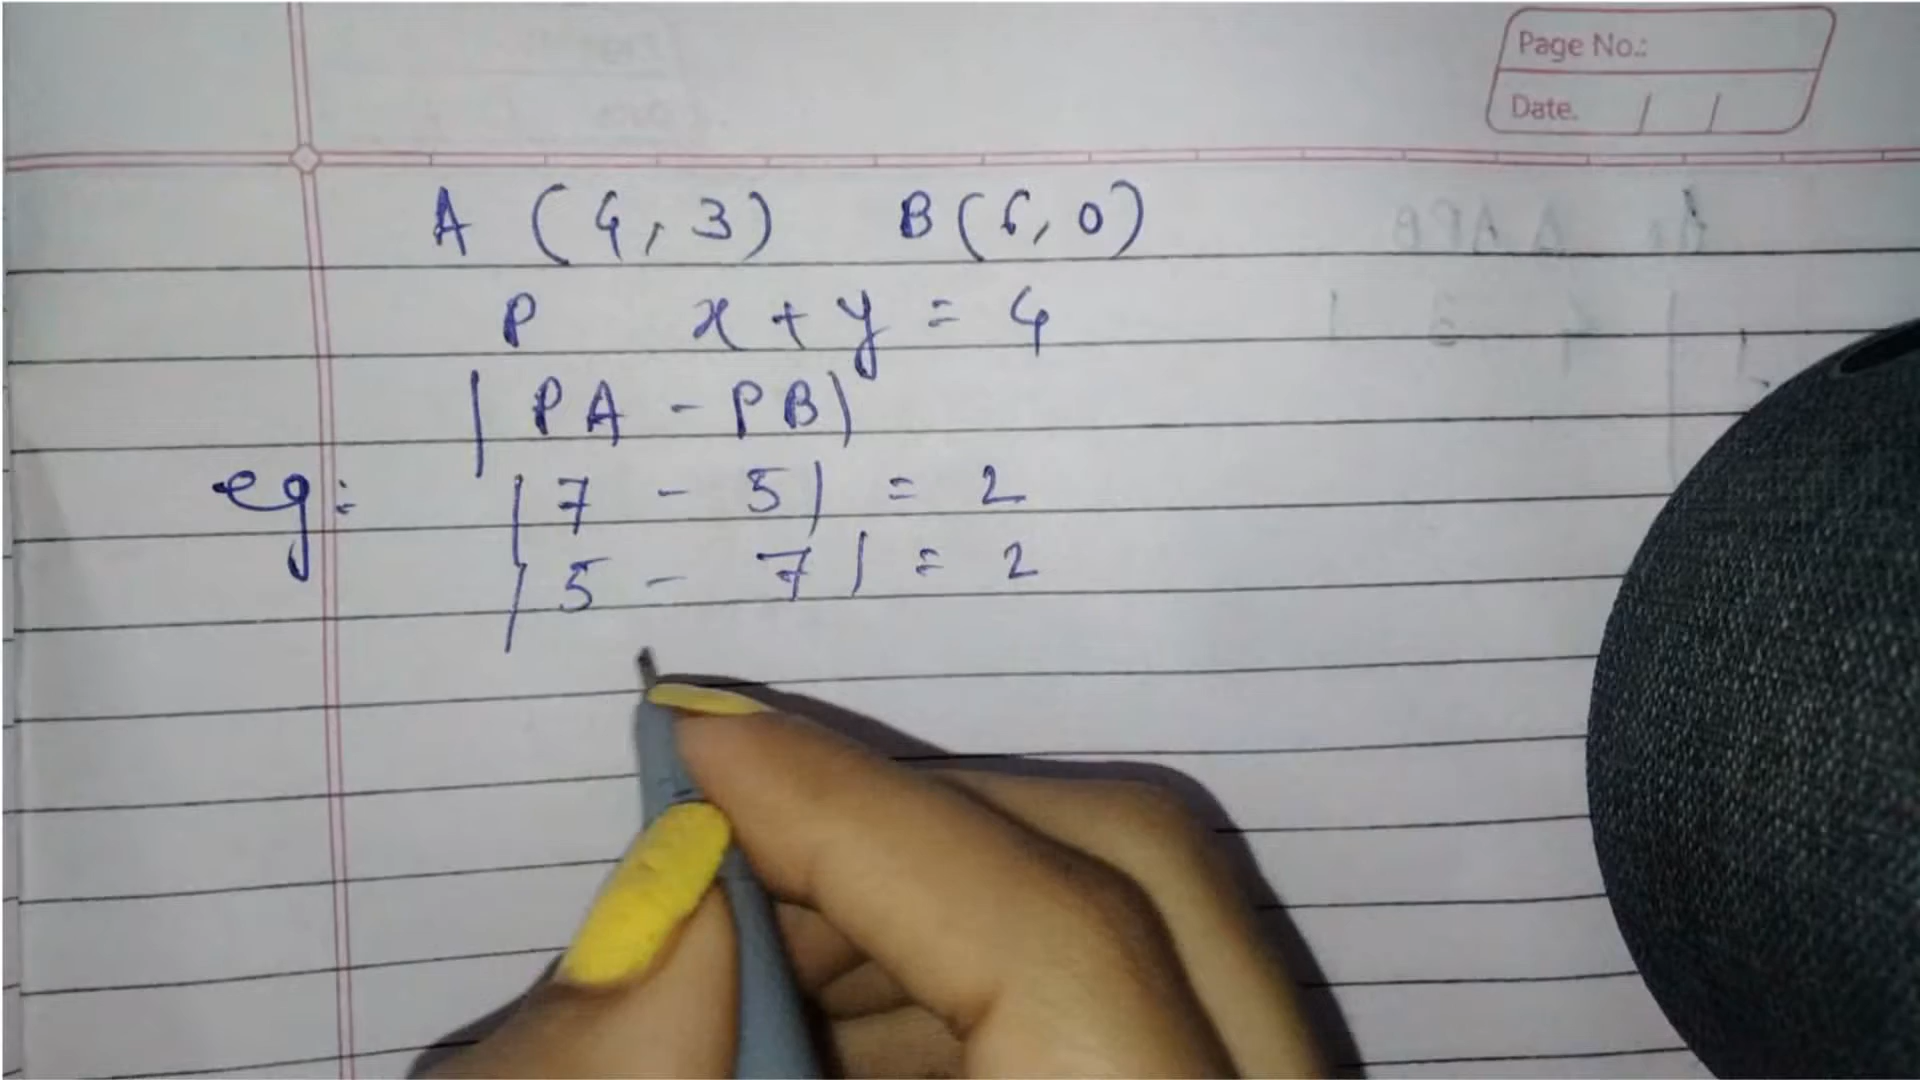 Page No.:
Date. / /
A (4, 3) B (6, 0)
P x + y = 4
| PA - PB |
eg: | 7 - 5 | = 2
| 5 - 7 | = 2